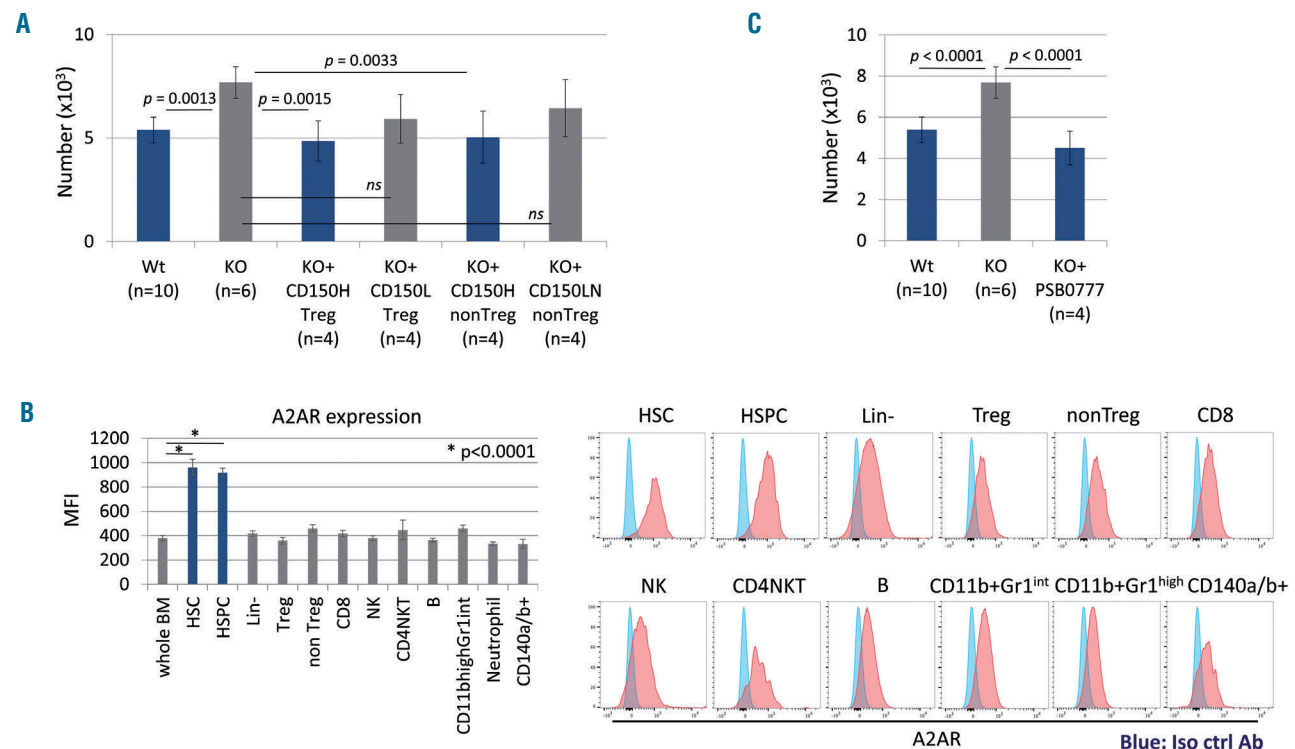 A
Number (x10³)
10
5
0
p = 0.0033
p = 0.0013
p = 0.0015
ns
ns
Wt
(n=10)
KO
(n=6)
KO+
CD150H
Treg
(n=4)
KO+
CD150L
Treg
(n=4)
KO+
CD150H
nonTreg
(n=4)
KO+
CD150LN
nonTreg
(n=4)
C
Number (x10³)
10
8
6
4
2
0
p < 0.0001
p < 0.0001
Wt
(n=10)
KO
(n=6)
KO+
PSB0777
(n=4)
B
A2AR expression
* p<0.0001
*
*
MFI
1200
1000
800
600
400
200
0
whole BM
HSC
HSPC
Lin-
Treg
non Treg
CD8
NK
CD4NKT
B
CD11bhighGr1int
Neutrophil
CD140a/b+
HSC
HSPC
Lin-
Treg
nonTreg
CD8
NK
CD4NKT
B
CD11b+Gr1int
CD11b+Gr1high
CD140a/b+
A2AR
Blue: Iso ctrl Ab